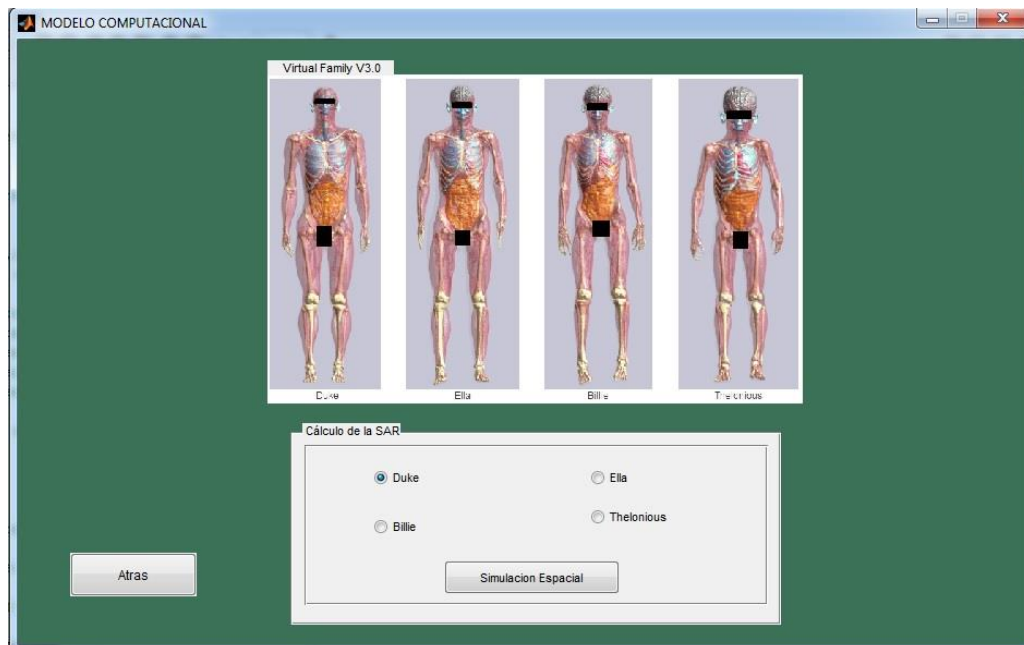 MODELO COMPUTACIONAL
Virtual Family V3.0
Duke Ella Billie Thelonious
Cálculo de la SAR
Duke Ella
Billie Thelonious
Atras Simulacion Espacial